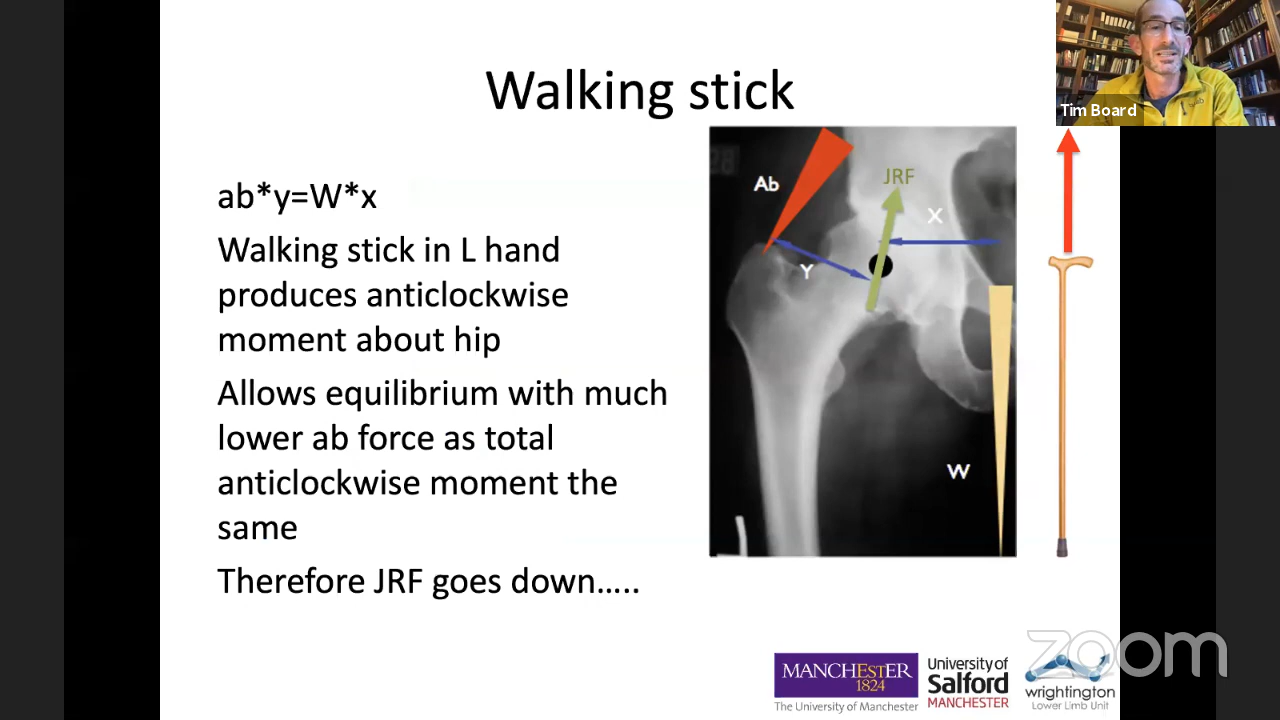 Walking stick
Tim Board
ab*y=W*x
Walking stick in L hand
produces anticlockwise
moment about hip
Allows equilibrium with much
lower ab force as total
anticlockwise moment the
same
Therefore JRF goes down.....
Ab
JRF
X
Y
W
MANCHESTER
1824
The University of Manchester
University of
Salford
MANCHESTER
wrightington
Lower Limb Unit
zoom